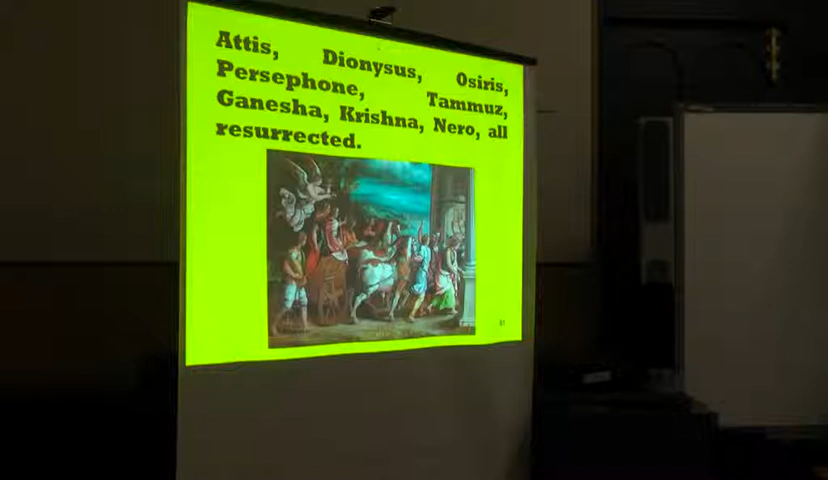 Attis, Dionysus, Osiris,
Persephone, Tammuz,
Ganesha, Krishna, Nero, all
resurrected.